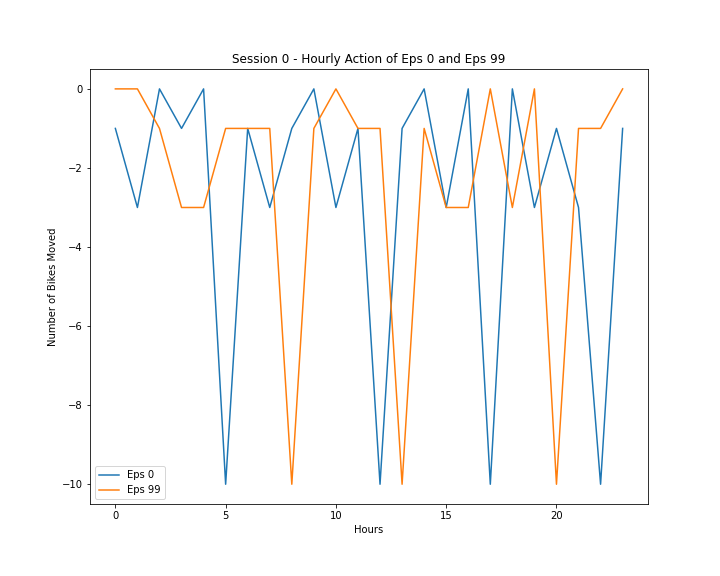 Session 0 - Hourly Action of Eps 0 and Eps 99
Number of Bikes Moved
0
−2
−4
−6
−8
−10
Eps 0
Eps 99
0 5 10 15 20
Hours